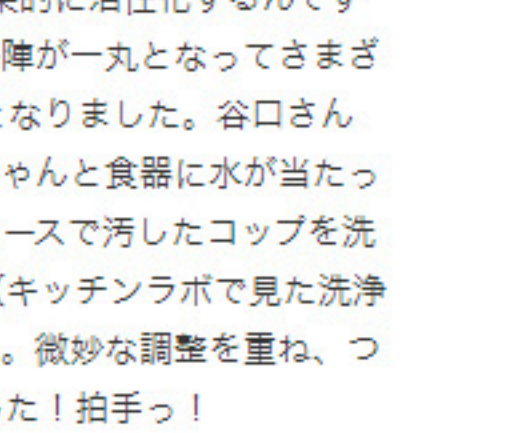 的に活性化するんです
陣が一丸となってさまざ
なりました。谷口さん
ゃんと食器に水が当たっ
ースで汚したコップを洗
キッチンラボで見た洗浄
。微妙な調整を重ね、つ
た！拍手っ！